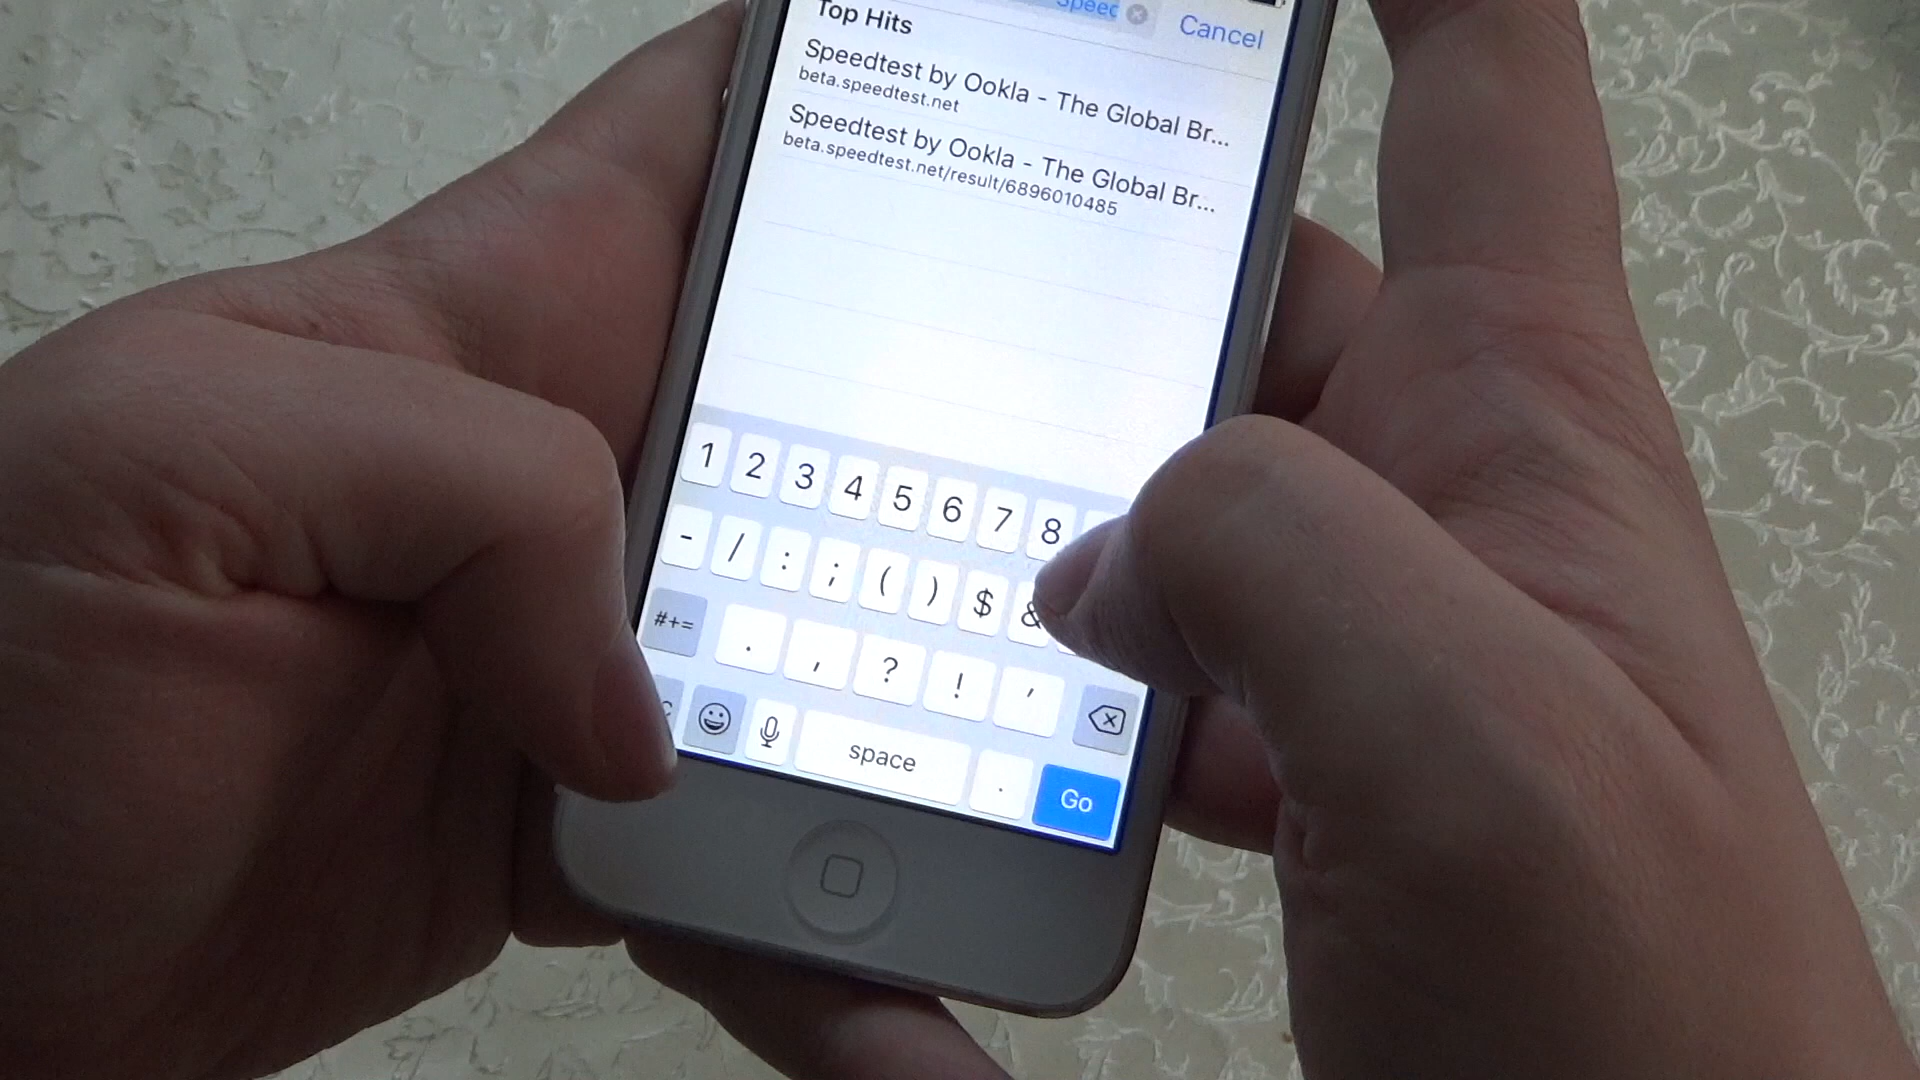 Speec
Cancel
Top Hits
Speedtest by Ookla - The Global Br...
beta.speedtest.net
Speedtest by Ookla - The Global Br...
beta.speedtest.net/result/6896010485
1 2 3 4 5 6 7 8
- / : ; ( ) $ &
#+= . , ? ! '
space . Go